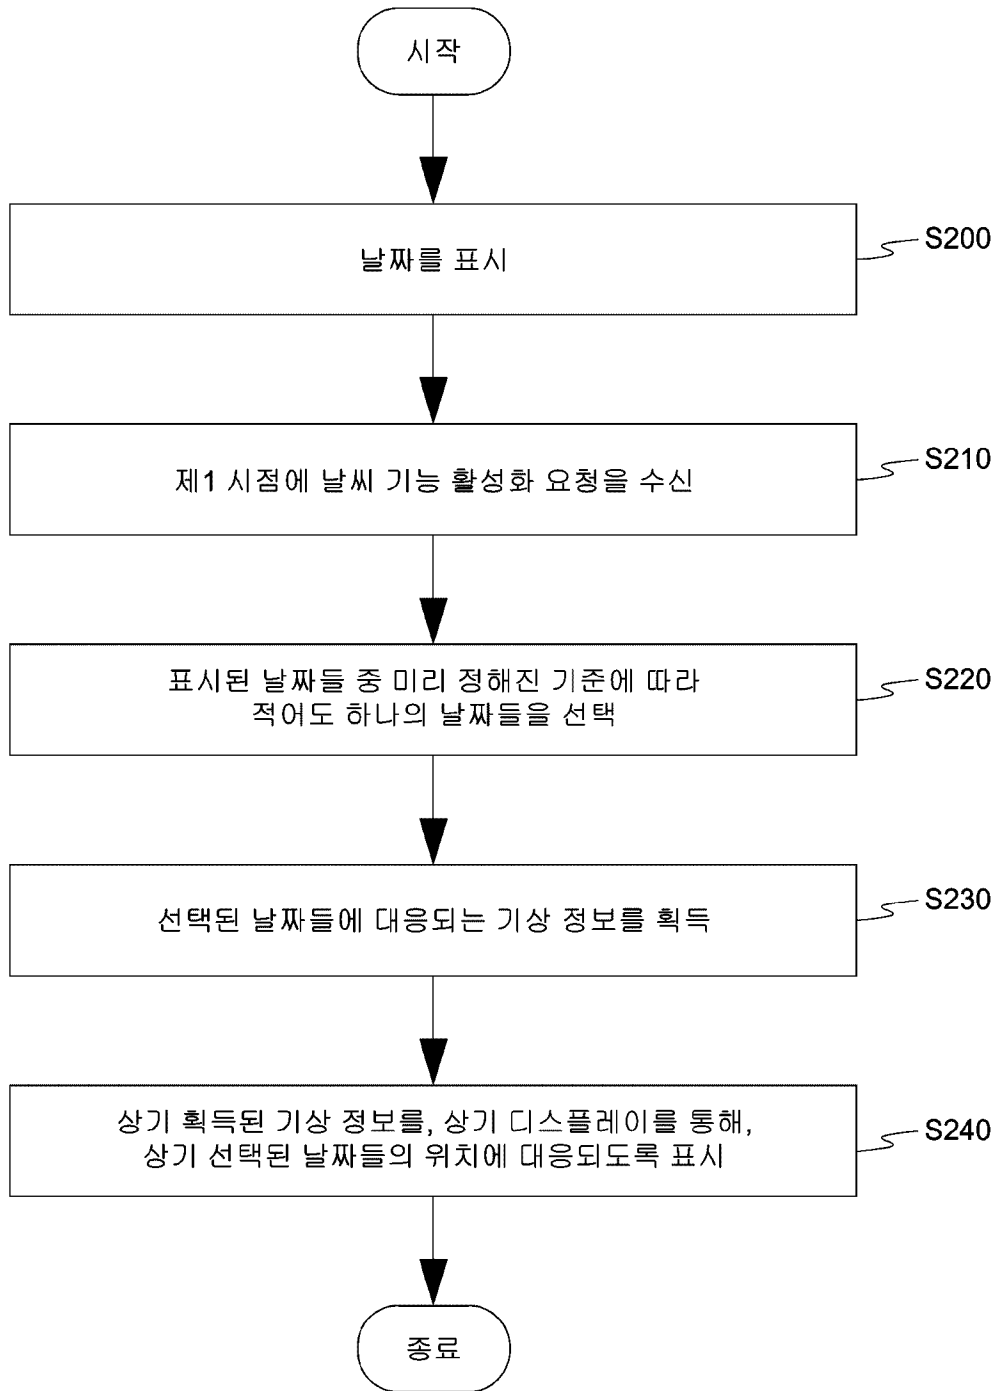 시작
날짜를 표시
S200
제1 시점에 날씨 기능 활성화 요청을 수신
S210
표시된 날짜들 중 미리 정해진 기준에 따라
적어도 하나의 날짜들을 선택
S220
선택된 날짜들에 대응되는 기상 정보를 획득
S230
상기 획득된 기상 정보를, 상기 디스플레이를 통해,
상기 선택된 날짜들의 위치에 대응되도록 표시
S240
종료